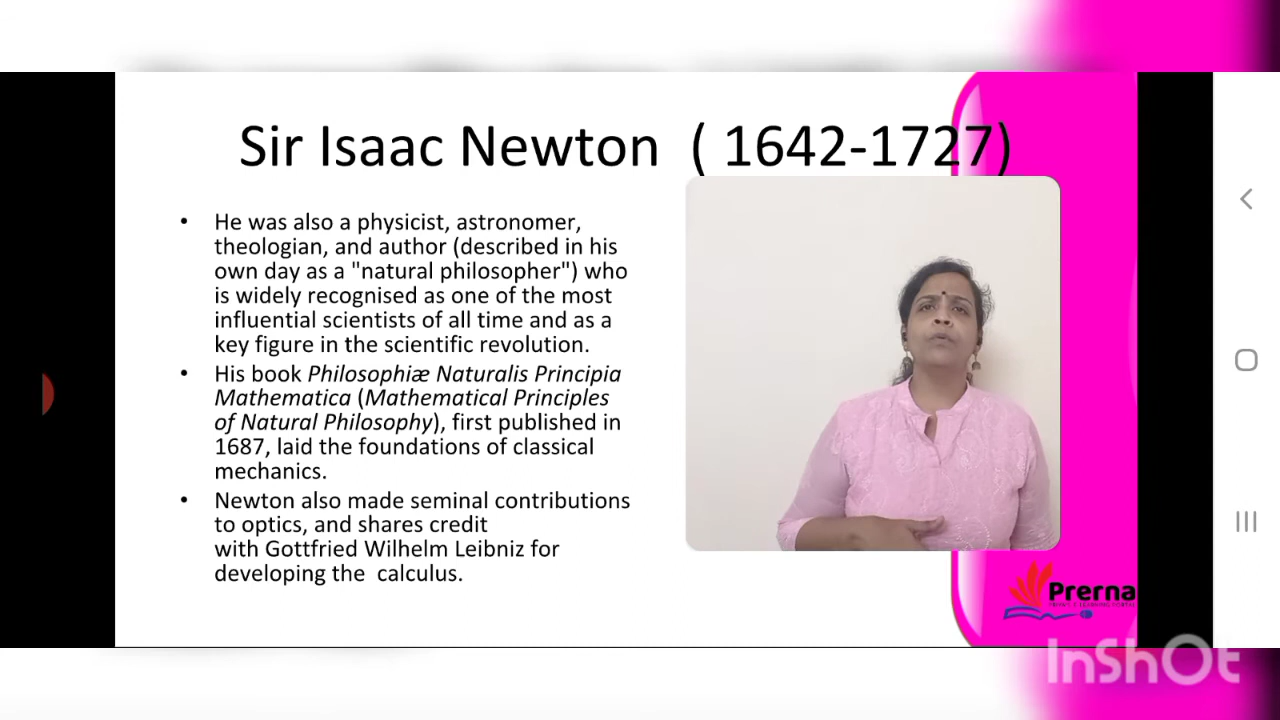 Sir Isaac Newton ( 1642-1727)
• He was also a physicist, astronomer,
theologian, and author (described in his
own day as a "natural philosopher") who
is widely recognised as one of the most
influential scientists of all time and as a
key figure in the scientific revolution.
• His book Philosophiæ Naturalis Principia
Mathematica (Mathematical Principles
of Natural Philosophy), first published in
1687, laid the foundations of classical
mechanics.
• Newton also made seminal contributions
to optics, and shares credit
with Gottfried Wilhelm Leibniz for
developing the  calculus.
Prerna
InShOt